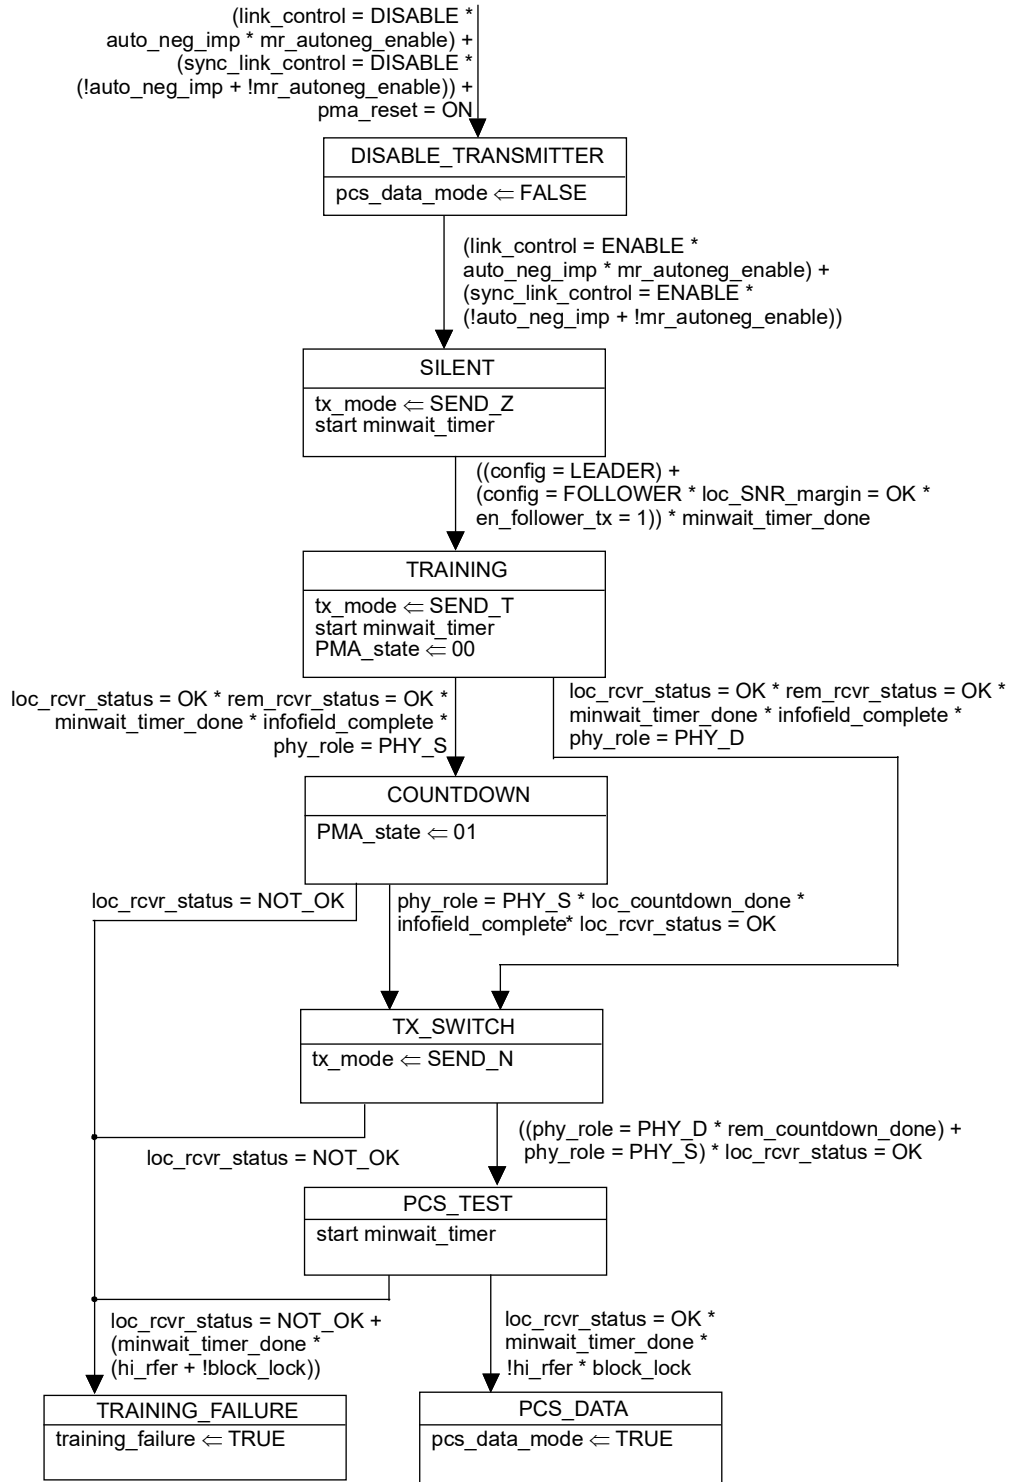 (link_control = DISABLE *
auto_neg_imp * mr_autoneg_enable) +
(sync_link_control = DISABLE *
(!auto_neg_imp + !mr_autoneg_enable)) +
pma_reset = ON
DISABLE_TRANSMITTER
pcs_data_mode ⇐ FALSE
(link_control = ENABLE *
auto_neg_imp * mr_autoneg_enable) +
(sync_link_control = ENABLE *
(!auto_neg_imp + !mr_autoneg_enable))
SILENT
tx_mode ⇐ SEND_Z
start minwait_timer
((config = LEADER) +
(config = FOLLOWER * loc_SNR_margin = OK *
en_follower_tx = 1)) * minwait_timer_done
TRAINING
tx_mode ⇐ SEND_T
start minwait_timer
PMA_state ⇐ 00
loc_rcvr_status = OK * rem_rcvr_status = OK *
minwait_timer_done * infofield_complete *
phy_role = PHY_S
loc_rcvr_status = OK * rem_rcvr_status = OK *
minwait_timer_done * infofield_complete *
phy_role = PHY_D
COUNTDOWN
PMA_state ⇐ 01
loc_rcvr_status = NOT_OK
phy_role = PHY_S * loc_countdown_done *
infofield_complete* loc_rcvr_status = OK
TX_SWITCH
tx_mode ⇐ SEND_N
loc_rcvr_status = NOT_OK
((phy_role = PHY_D * rem_countdown_done) +
phy_role = PHY_S) * loc_rcvr_status = OK
PCS_TEST
start minwait_timer
loc_rcvr_status = NOT_OK +
(minwait_timer_done *
(hi_rfer + !block_lock))
loc_rcvr_status = OK *
minwait_timer_done *
!hi_rfer * block_lock
TRAINING_FAILURE
training_failure ⇐ TRUE
PCS_DATA
pcs_data_mode ⇐ TRUE